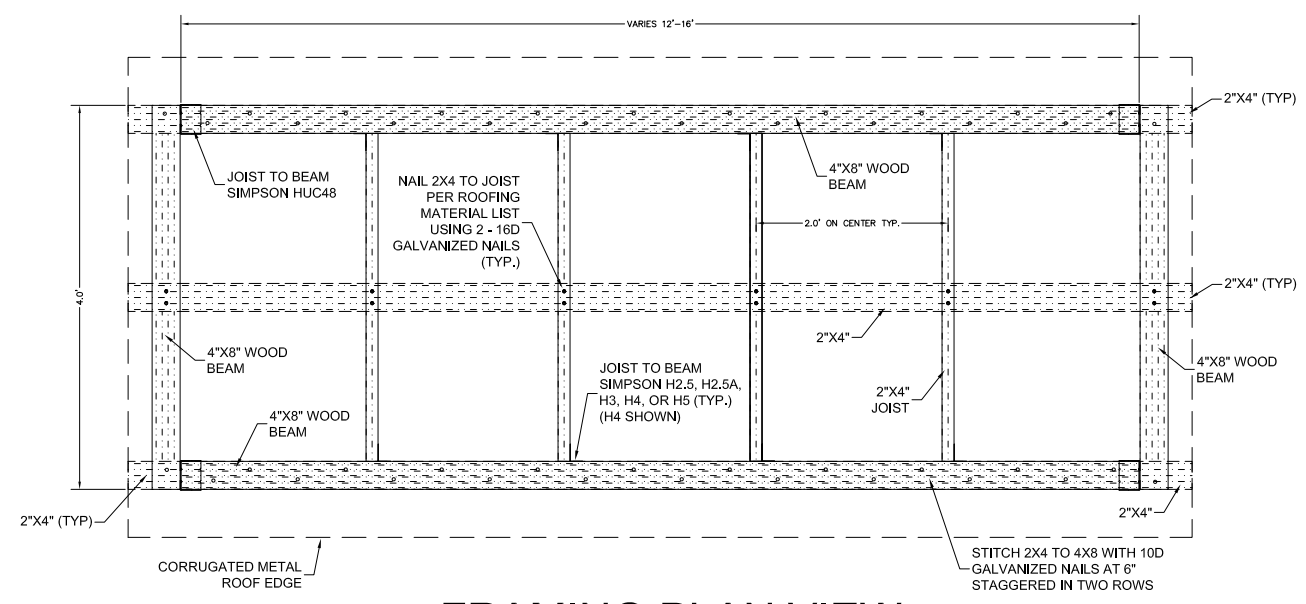 VARIES 12'-16'
2"X4" (TYP)
JOIST TO BEAM
SIMPSON HUC48
NAIL 2X4 TO JOIST
PER ROOFING
MATERIAL LIST
USING 2 - 16D
GALVANIZED NAILS
(TYP.)
4"X8" WOOD
BEAM
2.0' ON CENTER TYP.
4.0'
2"X4" (TYP)
2"X4"
4"X8" WOOD
BEAM
4"X8" WOOD
BEAM
JOIST TO BEAM
SIMPSON H2.5, H2.5A,
H3, H4, OR H5 (TYP.)
(H4 SHOWN)
2"X4"
JOIST
4"X8" WOOD
BEAM
2"X4" (TYP)
2"X4"
CORRUGATED METAL
ROOF EDGE
STITCH 2X4 TO 4X8 WITH 10D
GALVANIZED NAILS AT 6"
STAGGERED IN TWO ROWS
FRAMING PLAN VIEW